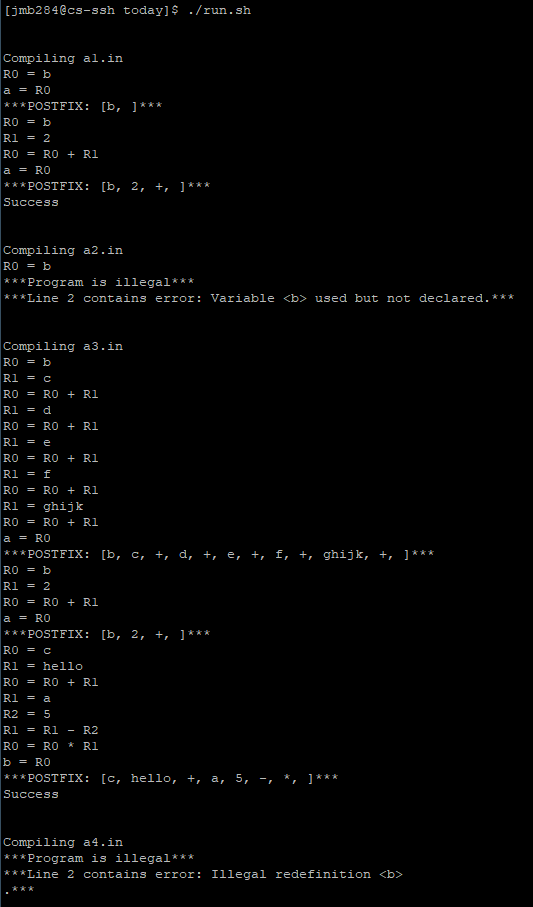 [jmb284@cs-ssh today]$ ./run.sh
Compiling a1.in
R0 = b
a = R0
***POSTFIX: [b, ]***
R0 = b
R1 = 2
R0 = R0 + R1
a = R0
***POSTFIX: [b, 2, +, ]***
Success
Compiling a2.in
R0 = b
***Program is illegal***
***Line 2 contains error: Variable <b> used but not declared.***
Compiling a3.in
R0 = b
R1 = c
R0 = R0 + R1
R1 = d
R0 = R0 + R1
R1 = e
R0 = R0 + R1
R1 = f
R0 = R0 + R1
R1 = ghijk
R0 = R0 + R1
a = R0
***POSTFIX: [b, c, +, d, +, e, +, f, +, ghijk, +, ]***
R0 = b
R1 = 2
R0 = R0 + R1
a = R0
***POSTFIX: [b, 2, +, ]***
R0 = c
R1 = hello
R0 = R0 + R1
R1 = a
R2 = 5
R1 = R1 - R2
R0 = R0 * R1
b = R0
***POSTFIX: [c, hello, +, a, 5, -, *, ]***
Success
Compiling a4.in
***Program is illegal***
***Line 2 contains error: Illegal redefinition <b>
.***